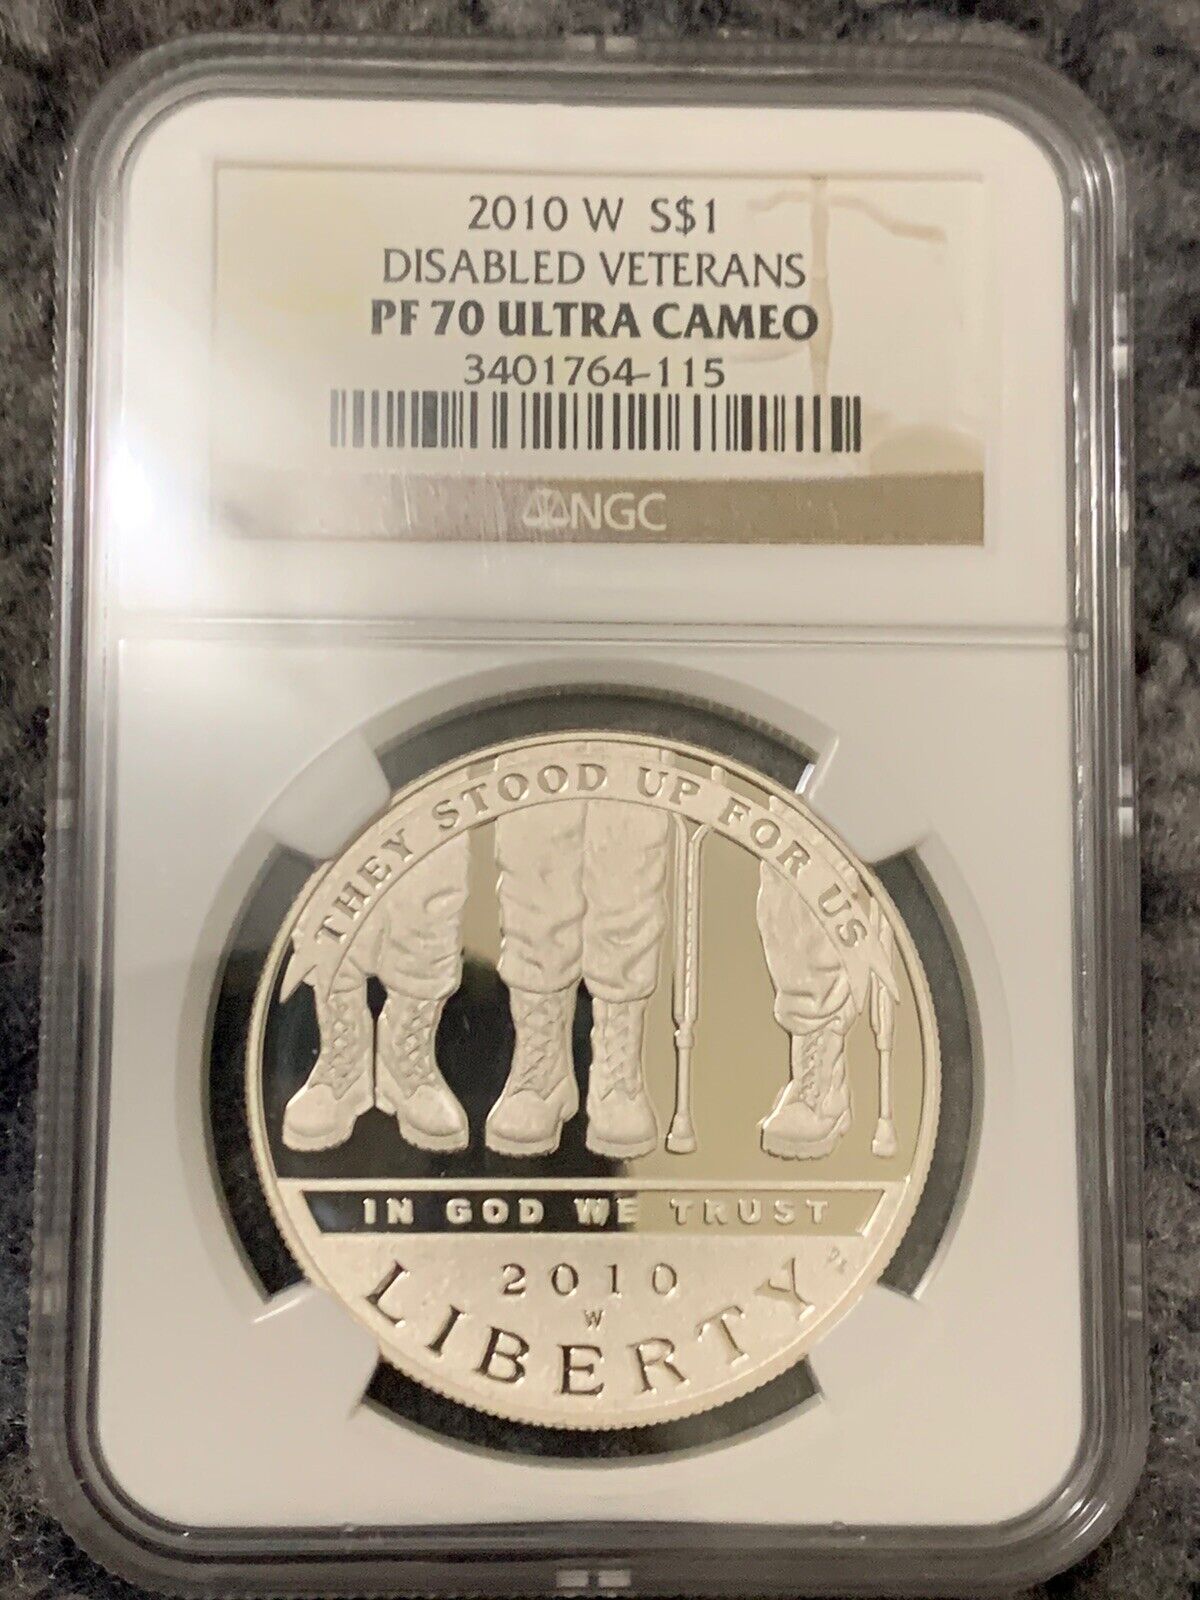 2010 W S$1
DISABLED VETERANS
PF 70 ULTRA CAMEO
3401764-115
NGC
THEY STOOD UP FOR US
IN GOD WE TRUST
2010
W
LIBERTY